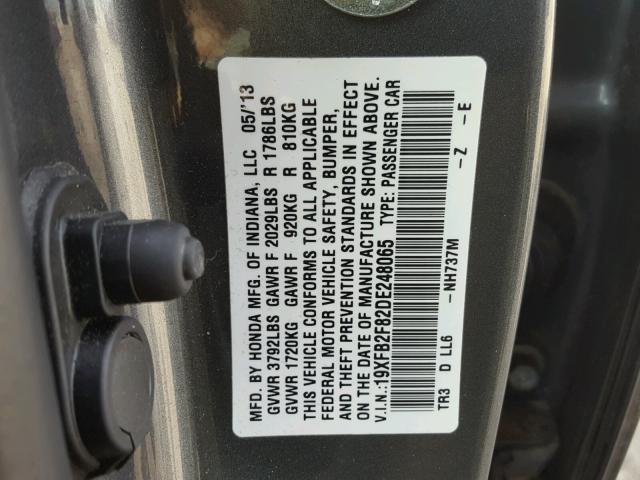 MFD. BY HONDA MFG. OF INDIANA, LLC 05/'13
GVWR 3792LBS GAWR F 2029LBS R 1786LBS
GVWR 1720KG GAWR F 920KG R 810KG
THIS VEHICLE CONFORMS TO ALL APPLICABLE
FEDERAL MOTOR VEHICLE SAFETY, BUMPER,
AND THEFT PREVENTION STANDARDS IN EFFECT
ON THE DATE OF MANUFACTURE SHOWN ABOVE.
V.I.N.:19XFB2F82DE248065 TYPE: PASSENGER CAR
-NH737M -Z -E
TR3 D LL6